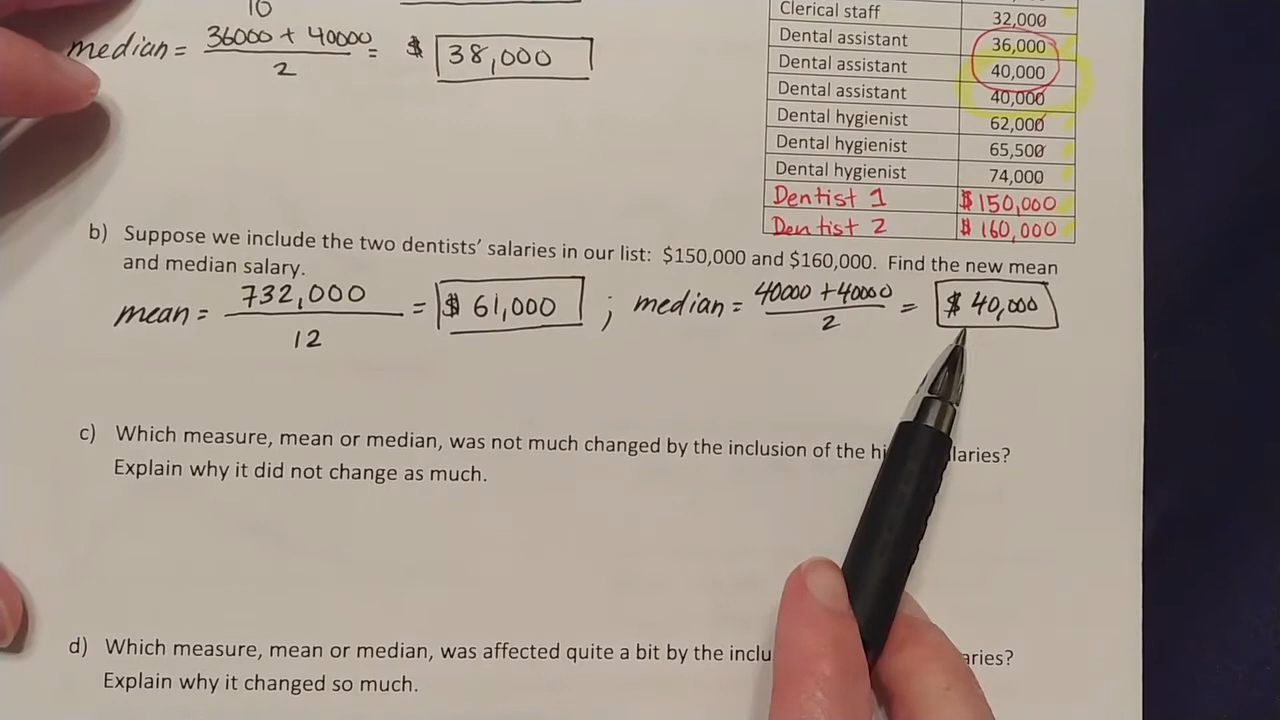 10
median = 36000 + 40000 / 2 = $ 38,000
Clerical staff 32,000
Dental assistant 36,000
Dental assistant 40,000
Dental assistant 40,000
Dental hygienist 62,000
Dental hygienist 65,500
Dental hygienist 74,000
Dentist 1 $150,000
Dentist 2 $160,000
b) Suppose we include the two dentists' salaries in our list: $150,000 and $160,000. Find the new mean
and median salary.
mean = 732,000 / 12 = $ 61,000 ; median = 40000 + 40000 / 2 = $ 40,000
c) Which measure, mean or median, was not much changed by the inclusion of the laries?
Explain why it did not change as much.
d) Which measure, mean or median, was affected quite a bit by the inclu aries?
Explain why it changed so much.